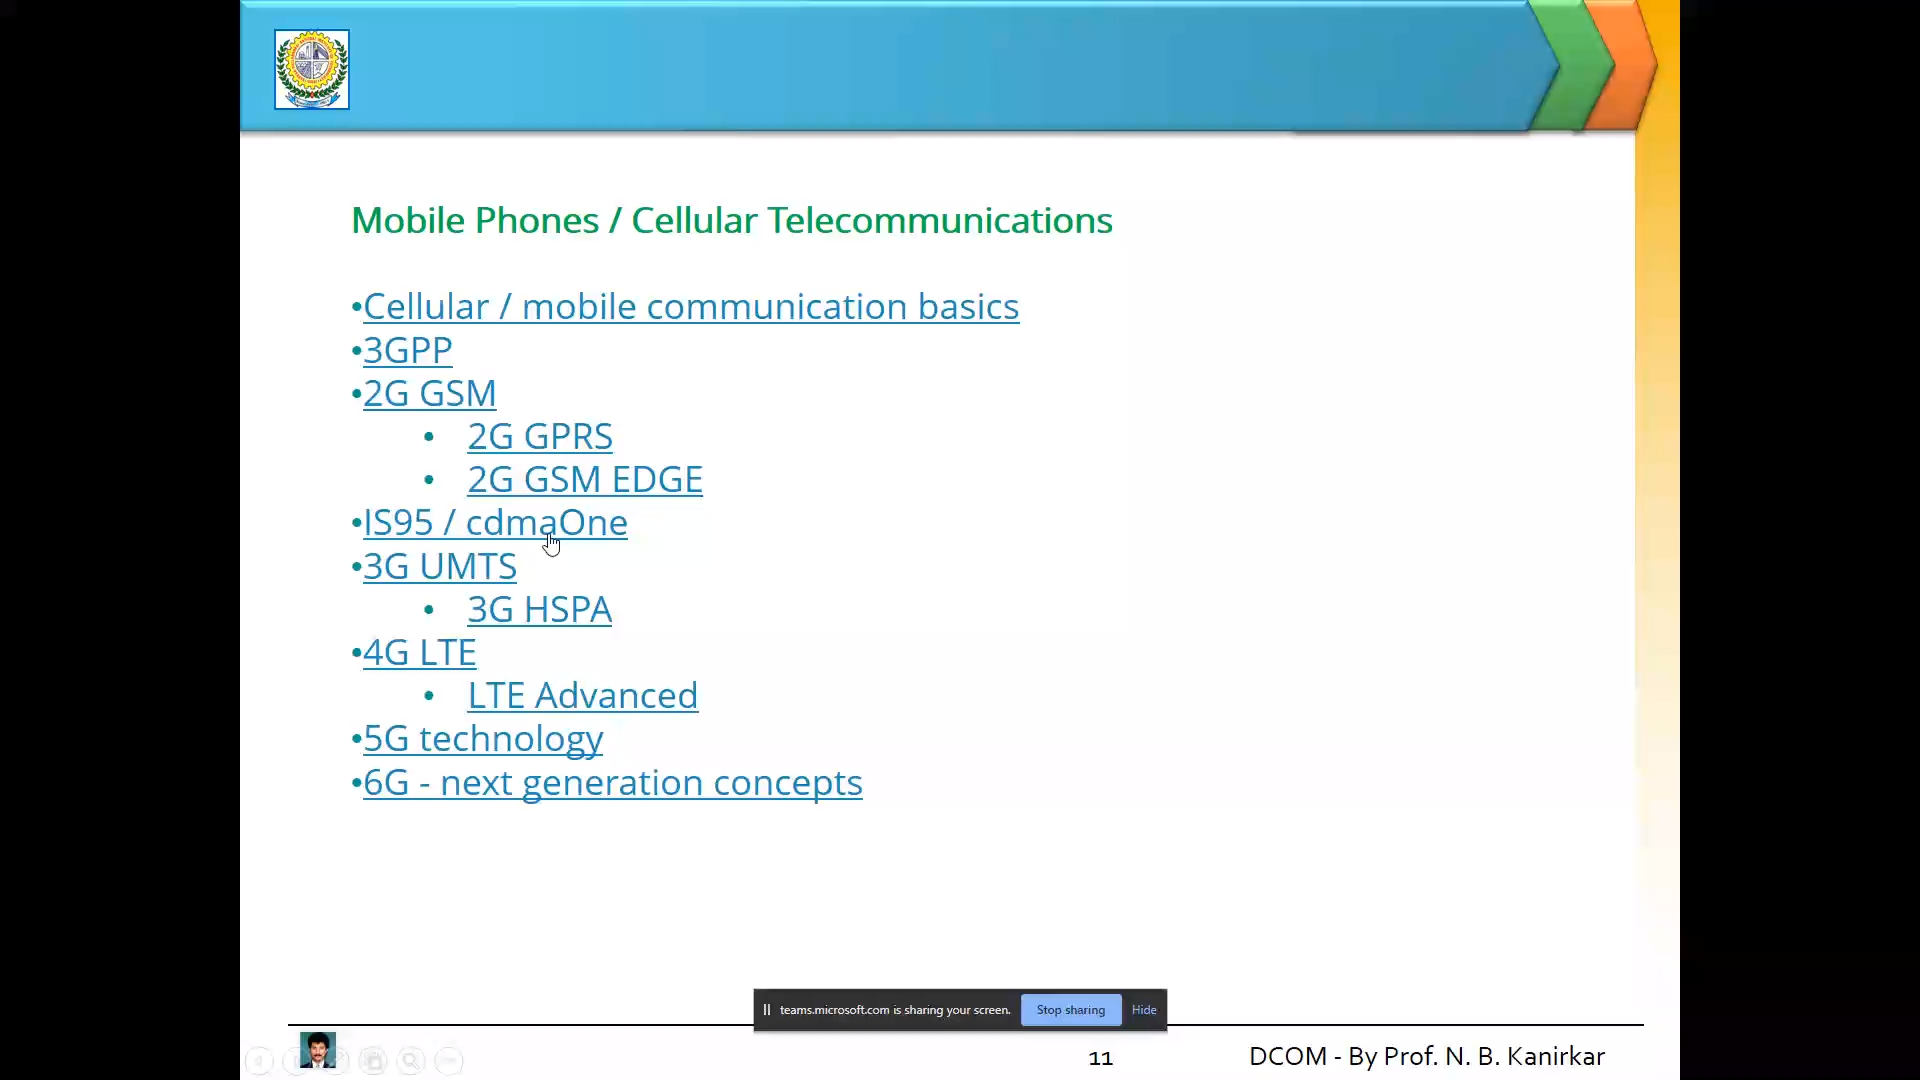 Mobile Phones / Cellular Telecommunications
•Cellular / mobile communication basics
•3GPP
•2G GSM
• 2G GPRS
• 2G GSM EDGE
•IS95 / cdmaOne
•3G UMTS
• 3G HSPA
•4G LTE
• LTE Advanced
•5G technology
•6G - next generation concepts
teams.microsoft.com is sharing your screen. Stop sharing Hide
11 DCOM - By Prof. N. B. Kanirkar